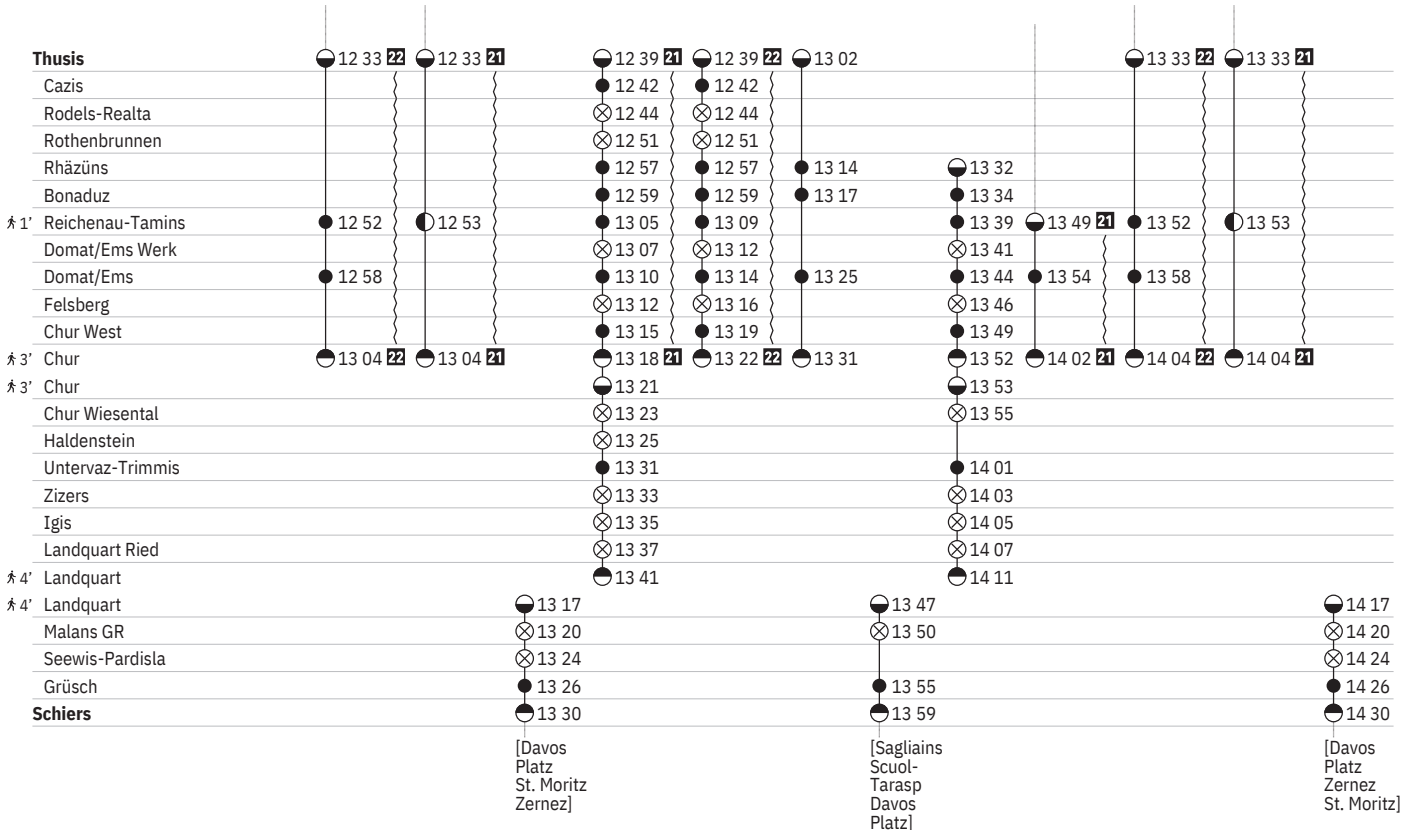 Thusis 12 33 22 12 33 21 12 39 21 12 39 22 13 02 13 33 22 13 33 21
Cazis 12 42 12 42
Rodels-Realta 12 44 12 44
Rothenbrunnen 12 51 12 51
Rhäzüns 12 57 12 57 13 14 13 32
Bonaduz 12 59 12 59 13 17 13 34
1’ Reichenau-Tamins 12 52 12 53 13 05 13 09 13 39 13 49 21 13 52 13 53
Domat/Ems Werk 13 07 13 12 13 41
Domat/Ems 12 58 13 10 13 14 13 25 13 44 13 54 13 58
Felsberg 13 12 13 16 13 46
Chur West 13 15 13 19 13 49
3’ Chur 13 04 22 13 04 21 13 18 21 13 22 22 13 31 13 52 14 02 21 14 04 22 14 04 21
3’ Chur 13 21 13 53
Chur Wiesental 13 23 13 55
Haldenstein 13 25
Untervaz-Trimmis 13 31 14 01
Zizers 13 33 14 03
Igis 13 35 14 05
Landquart Ried 13 37 14 07
4’ Landquart 13 41 14 11
4’ Landquart 13 17 13 47 14 17
Malans GR 13 20 13 50 14 20
Seewis-Pardisla 13 24 14 24
Grüsch 13 26 13 55 14 26
Schiers 13 30 13 59 14 30
[Davos
Platz
St. Moritz
Zernez]
[Sagliains
Scuol-
Tarasp
Davos
Platz]
[Davos
Platz
Zernez
St. Moritz]